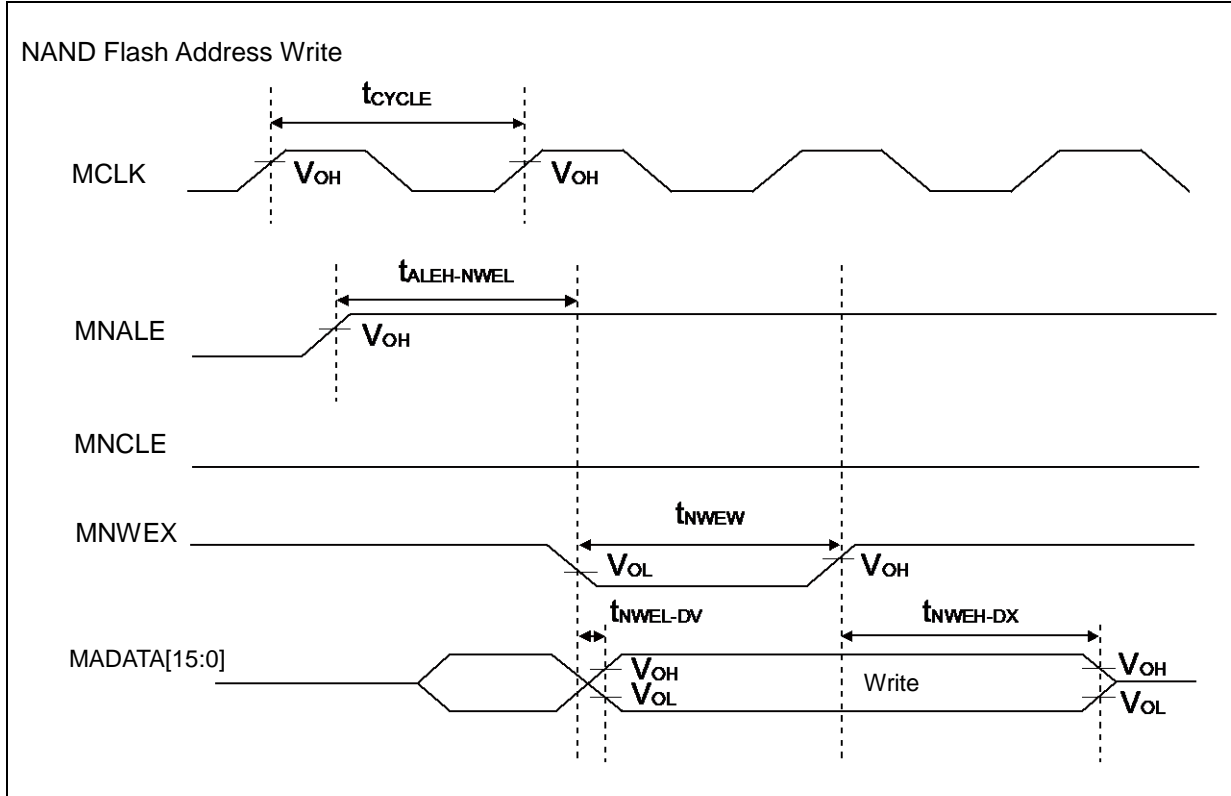 NAND Flash Address Write
tCYCLE
MCLK
VOH
VOH
tALEH-NWEL
MNALE
VOH
MNCLE
tNWEW
MNWEX
VOL
VOH
tNWEL-DV
tNWEH-DX
MADATA[15:0]
VOH
VOL
Write
VOH
VOL